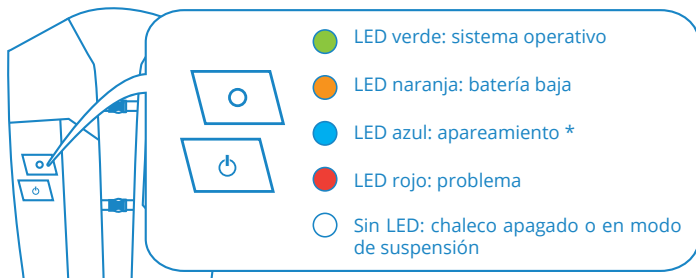 LED verde: sistema operativo
LED naranja: batería baja
LED azul: apareamiento *
LED rojo: problema
Sin LED: chaleco apagado o en modo
de suspensión